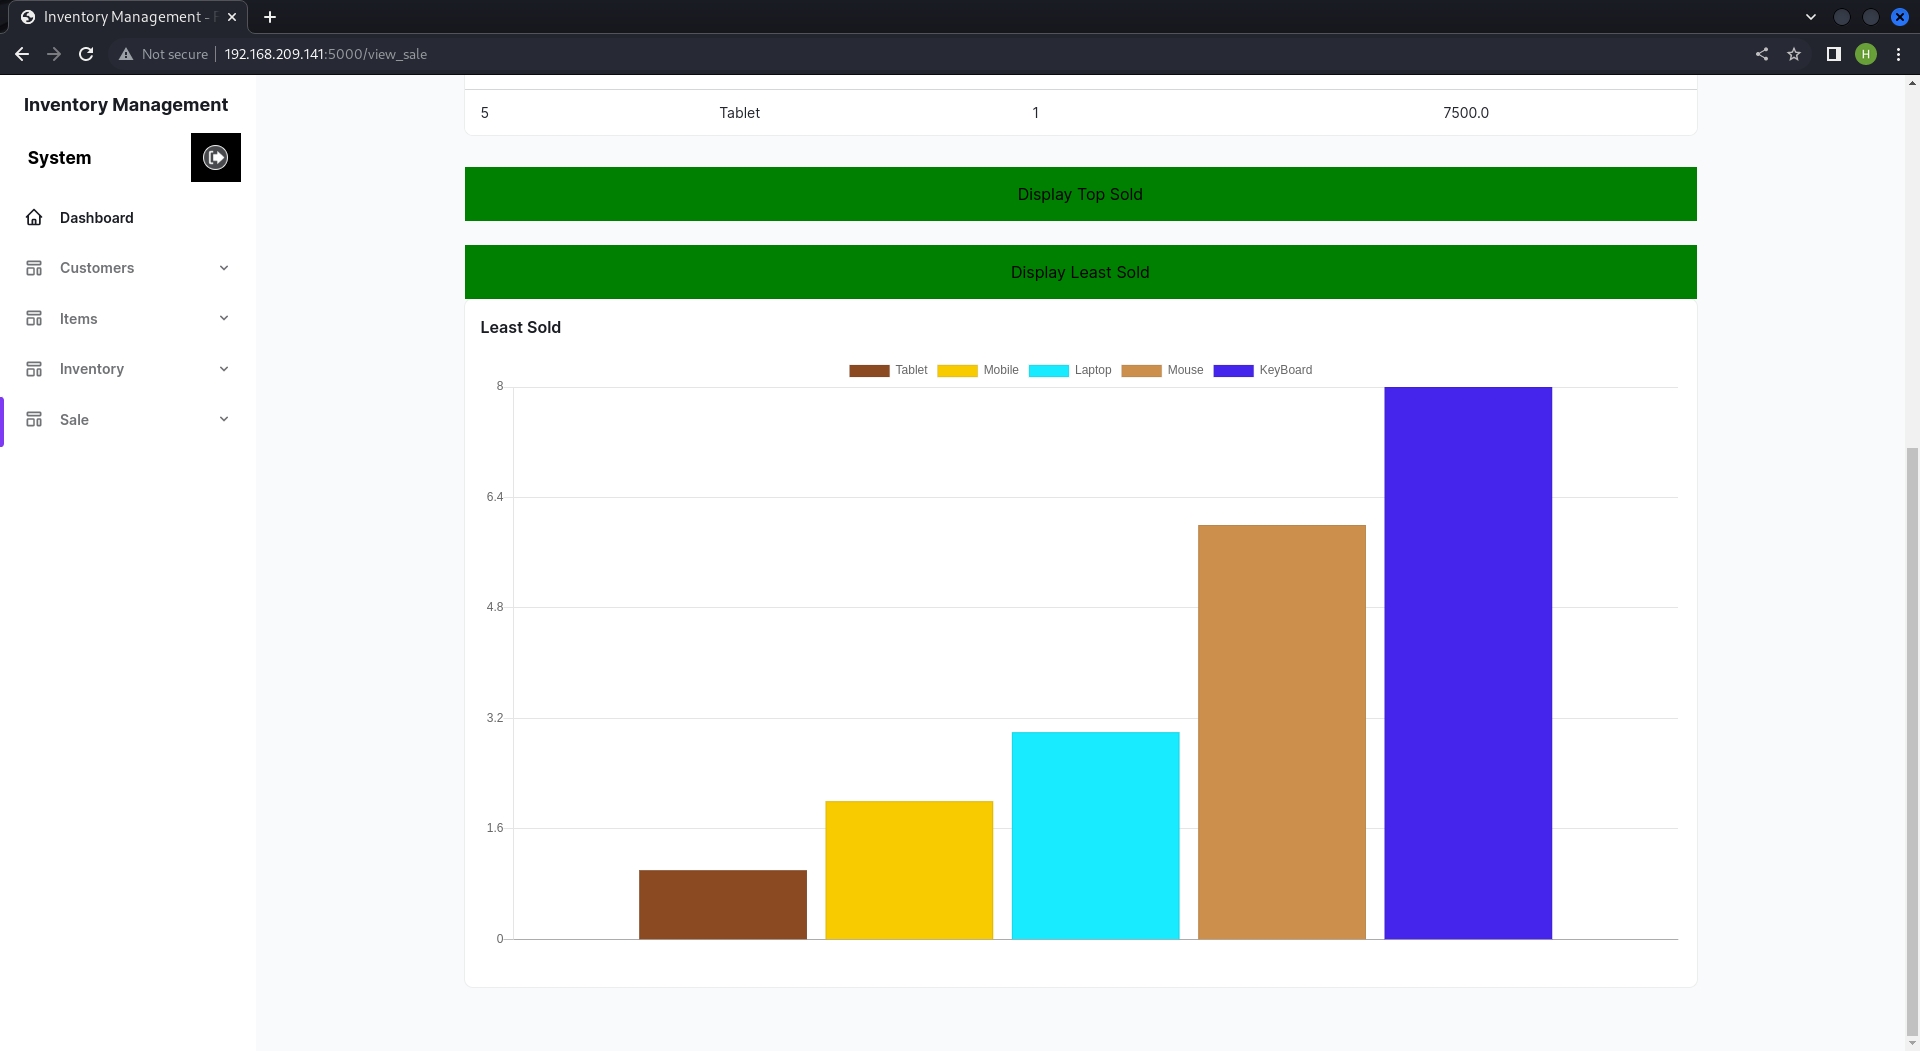 Inventory Management -
Not secure
192.168.209.141:5000/view_sale
H
Inventory Management
System
Dashboard
Customers
Items
Inventory
Sale
5 Tablet 1 7500.0
Display Top Sold
Display Least Sold
Least Sold
Tablet Mobile Laptop Mouse KeyBoard
8
6.4
4.8
3.2
1.6
0